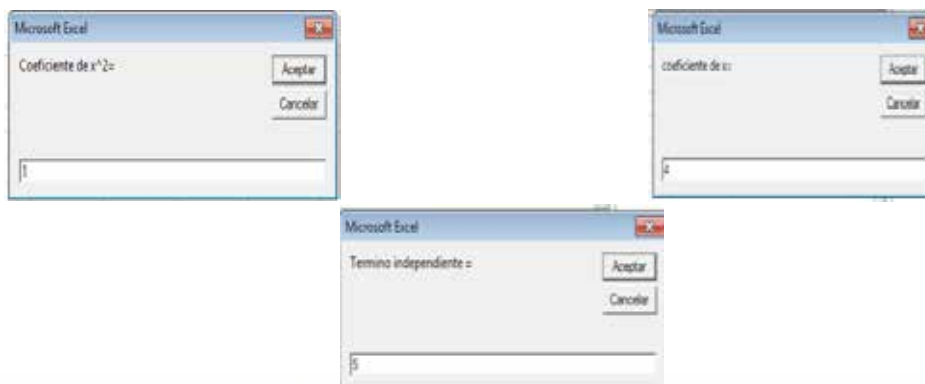 Microsoft Excel
Coeficiente de x^2=
Aceptar
Cancelar
1
Microsoft Excel
coeficiente de x=
Aceptar
Cancelar
4
Microsoft Excel
Termino independiente =
Aceptar
Cancelar
5